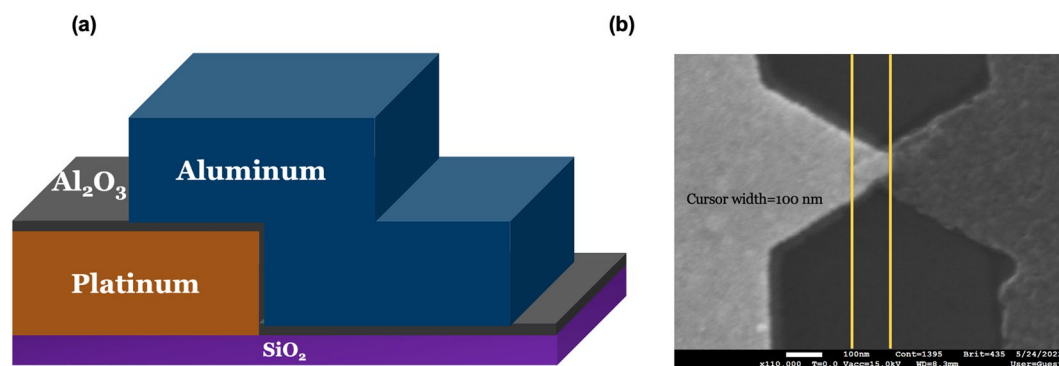 (a)
(b)
Al₂O₃
Aluminum
Platinum
SiO₂
Cursor width=100 nm
100nm Cont=1395 Brit=435 5/24/202
x110,000 T=0.0 Vacc=15.0kV WD=8.3mm User=Gues